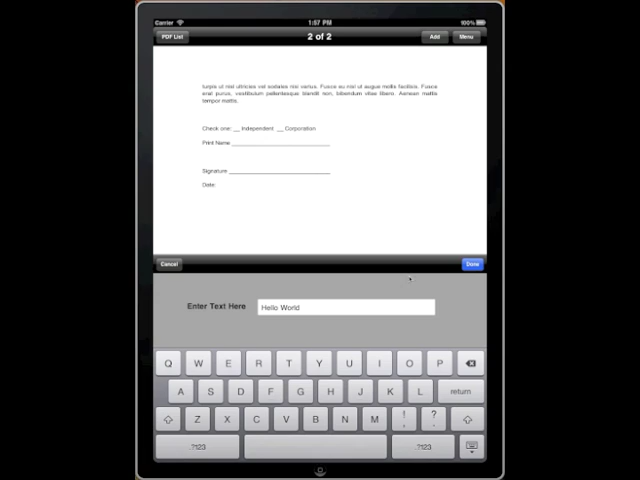 Carrier 1:57 PM 100%
PDF List 2 of 2 Add Menu
turpis ut nisl ultricies vel sodales nisi varius. Fusce eu nisl ut augue mollis facilisis. Fusce
erat purus, vestibulum pellentesque blandit non, bibendum vitae libero. Aenean mattis
tempor mattis.
Check one: __ Independent __ Corporation
Print Name ____________________
Signature ____________________
Date:
Cancel Done
Enter Text Here Hello World
Q W E R T Y U I O P
A S D F G H J K L return
Z X C V B N M ! , ? .
.?123 .?123